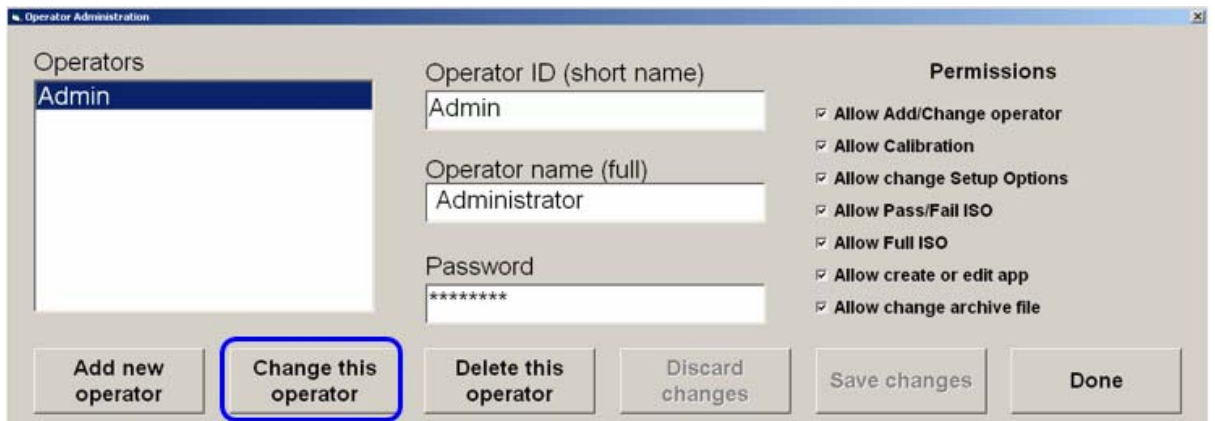 Operator Administration
Operators
Admin
Operator ID (short name)
Admin
Operator name (full)
Administrator
Password
********
Permissions
Allow Add/Change operator
Allow Calibration
Allow change Setup Options
Allow Pass/Fail ISO
Allow Full ISO
Allow create or edit app
Allow change archive file
Add new
operator
Change this
operator
Delete this
operator
Discard
changes
Save changes
Done